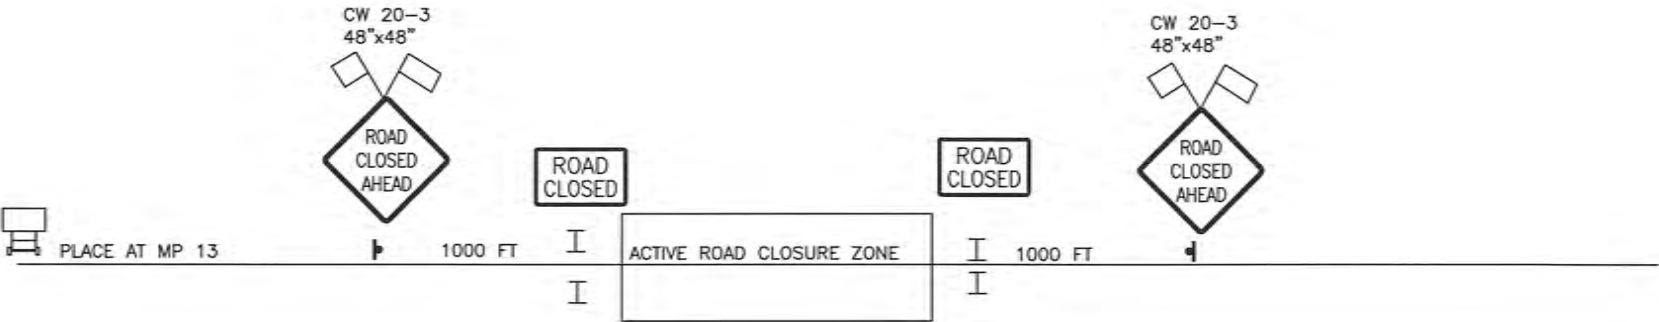 CW 20-3
48"x48"
ROAD
CLOSED
AHEAD
ROAD
CLOSED
PLACE AT MP 13
1000 FT
ACTIVE ROAD CLOSURE ZONE
ROAD
CLOSED
1000 FT
CW 20-3
48"x48"
ROAD
CLOSED
AHEAD